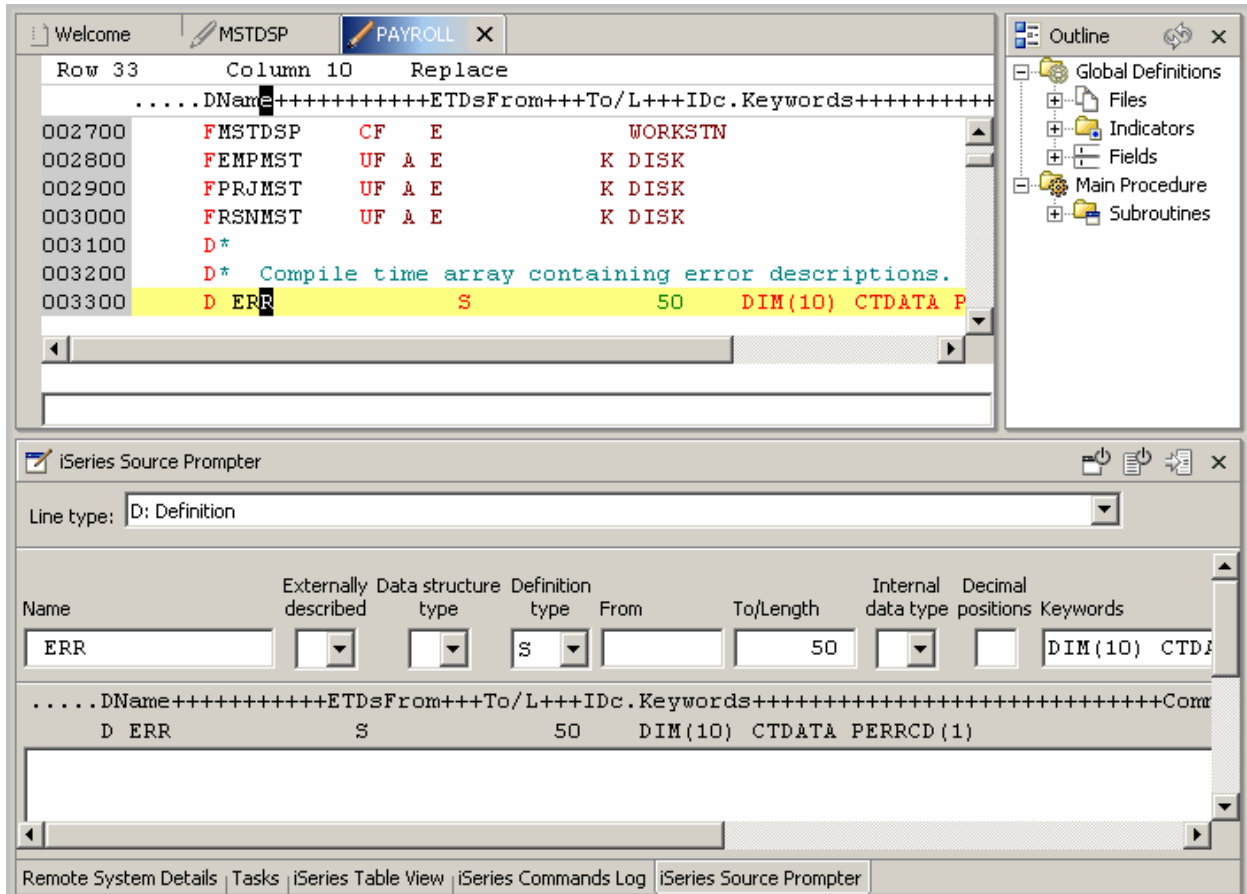 Welcome MSTDSP PAYROLL
Row 33 Column 10 Replace
.....DName+++++++++++ETDsFrom+++To/L+++IDc.Keywords++++++++++
002700 FMSTDSP CF E WORKSTN
002800 FEMPMST UF A E K DISK
002900 FPRJMST UF A E K DISK
003000 FRSNMST UF A E K DISK
003100 D*
003200 D* Compile time array containing error descriptions.
003300 D ERR S 50 DIM(10) CTDATA P
Outline
Global Definitions
Files
Indicators
Fields
Main Procedure
Subroutines
iSeries Source Prompter
Line type: D: Definition
Name Externally described Data structure type Definition type From To/Length Internal data type Decimal positions Keywords
ERR S 50 DIM(10) CTDA
.....DName+++++++++++ETDsFrom+++To/L+++IDc.Keywords+++++++++++++++++++++++++++++Comm
D ERR S 50 DIM(10) CTDATA PERRCD(1)
Remote System Details Tasks iSeries Table View iSeries Commands Log iSeries Source Prompter